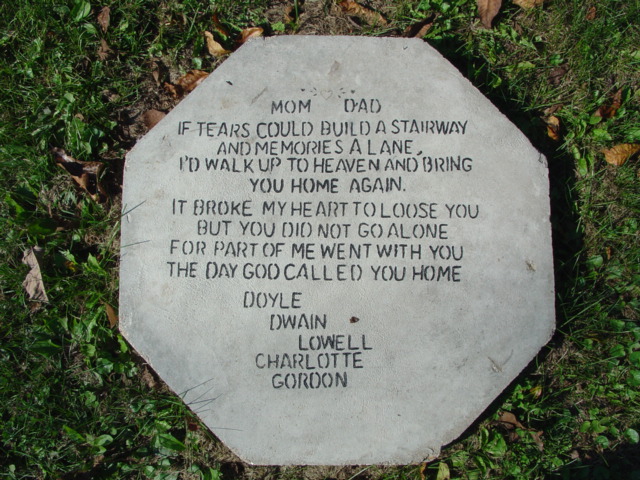 MOM DAD
IF TEARS COULD BUILD A STAIRWAY
AND MEMORIES A LANE,
I'D WALK UP TO HEAVEN AND BRING
YOU HOME AGAIN.
IT BROKE MY HEART TO LOOSE YOU
BUT YOU DID NOT GO ALONE
FOR PART OF ME WENT WITH YOU
THE DAY GOD CALLED YOU HOME
DOYLE
DWAIN
LOWELL
CHARLOTTE
GORDON